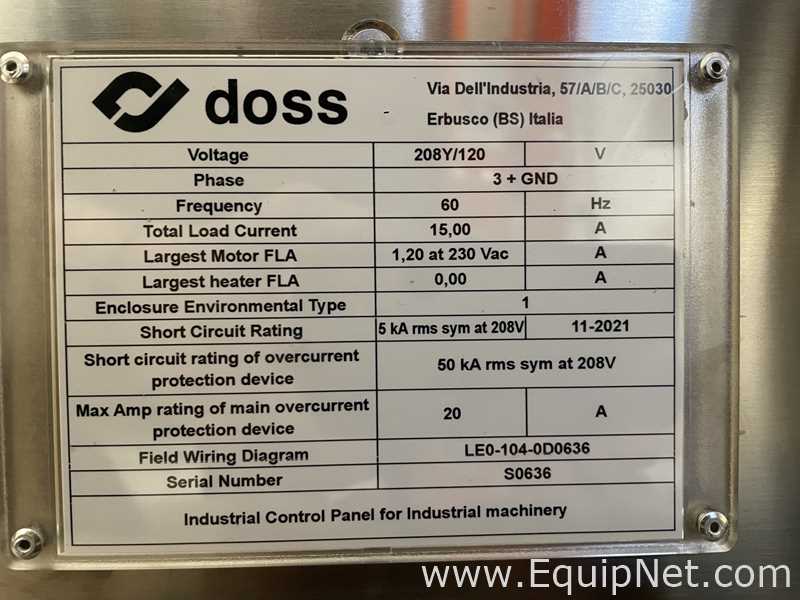 doss
Via Dell'Industria, 57/A/B/C, 25030
Erbusco (BS) Italia
Voltage 208Y/120 V
Phase 3 + GND
Frequency 60 Hz
Total Load Current 15,00 A
Largest Motor FLA 1,20 at 230 Vac A
Largest heater FLA 0,00 A
Enclosure Environmental Type 1
Short Circuit Rating 5 kA rms sym at 208V 11-2021
Short circuit rating of overcurrent
protection device 50 kA rms sym at 208V
Max Amp rating of main overcurrent
protection device 20 A
Field Wiring Diagram LE0-104-0D0636
Serial Number S0636
Industrial Control Panel for Industrial machinery
www.EquipNet.com